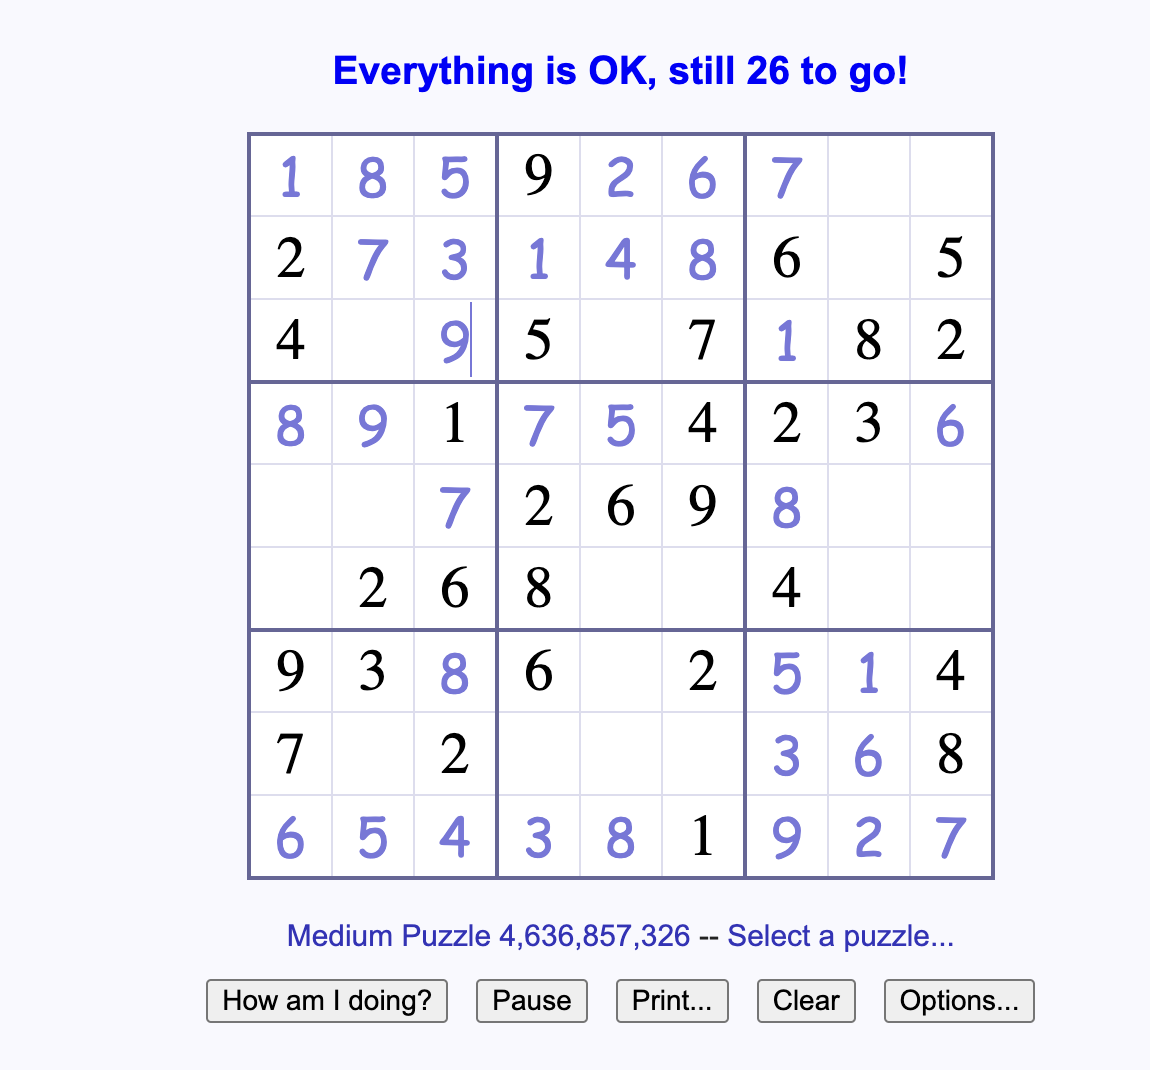 Everything is OK, still 26 to go!
1 8 5 9 2 6 7
2 7 3 1 4 8 6 5
4 9 5 7 1 8 2
8 9 1 7 5 4 2 3 6
7 2 6 9 8
2 6 8 4
9 3 8 6 2 5 1 4
7 2 3 6 8
6 5 4 3 8 1 9 2 7
Medium Puzzle 4,636,857,326 -- Select a puzzle...
How am I doing? Pause Print... Clear Options...